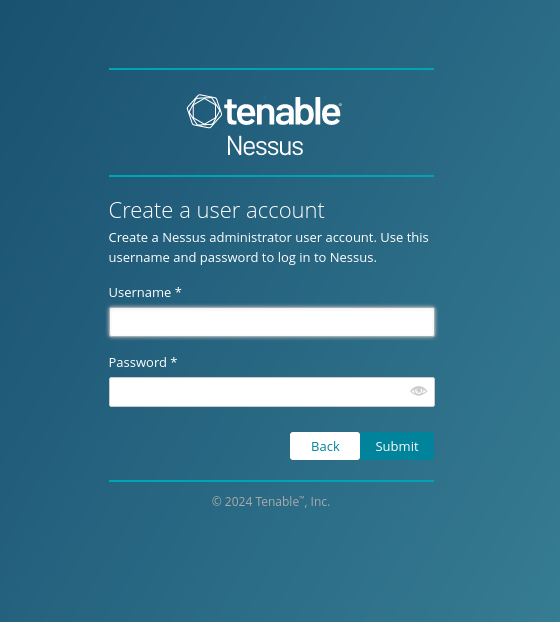 tenable®
Nessus
Create a user account
Create a Nessus administrator user account. Use this
username and password to log in to Nessus.
Username *
Password *
Back Submit
© 2024 Tenable™, Inc.